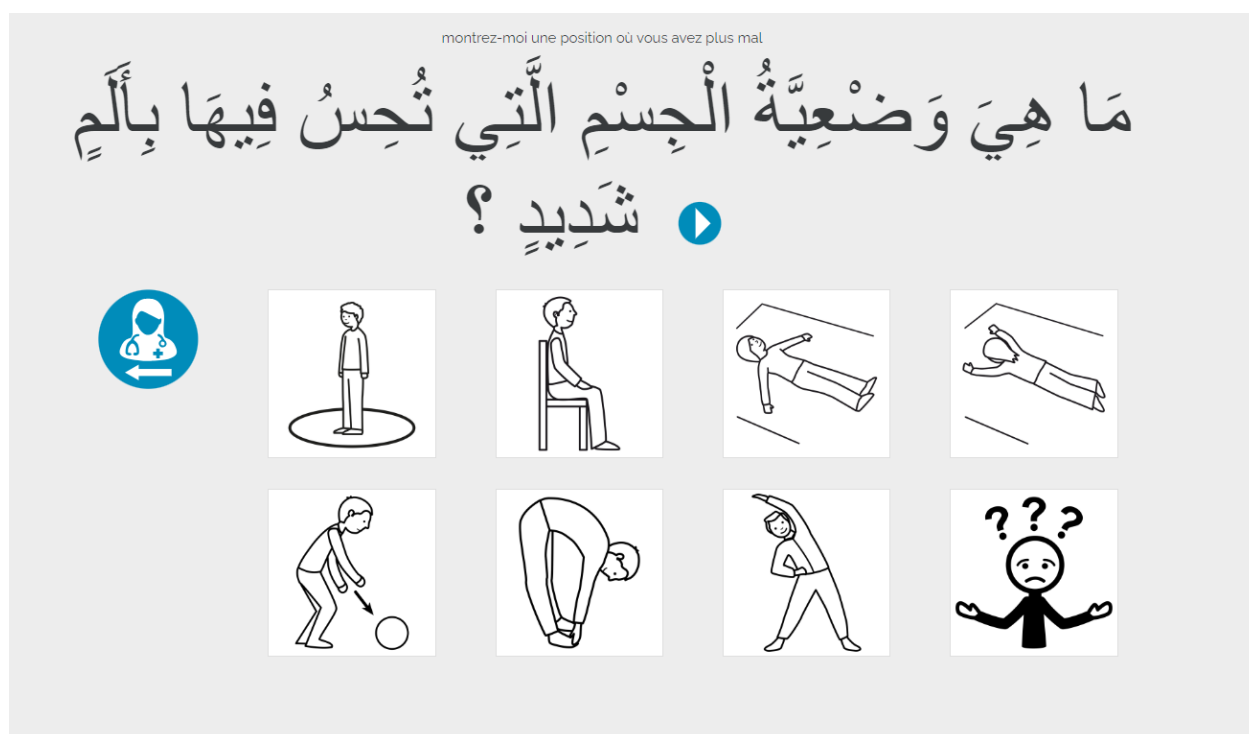 montrez-moi une position où vous avez plus mal
مَا هِيَ وَضْعِيَّةُ الْجِسْمِ الَّتِي تُحِسُ فِيهَا بِأَلَمٍ
شَدِيدٍ ؟
? ? ?